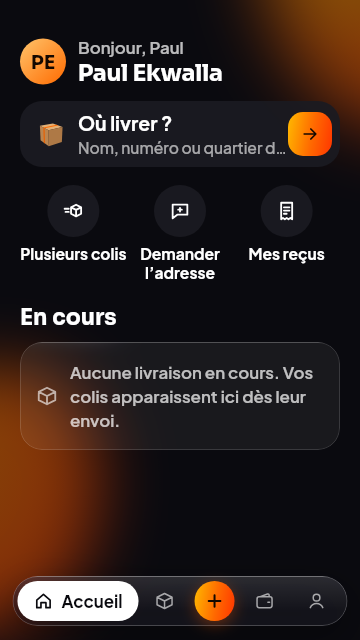 PE
Bonjour, Paul
Paul Ekwalla
Où livrer ?
Nom, numéro ou quartier d...
Plusieurs colis
Demander
l’adresse
Mes reçus
En cours
Aucune livraison en cours. Vos
colis apparaissent ici dès leur
envoi.
Accueil